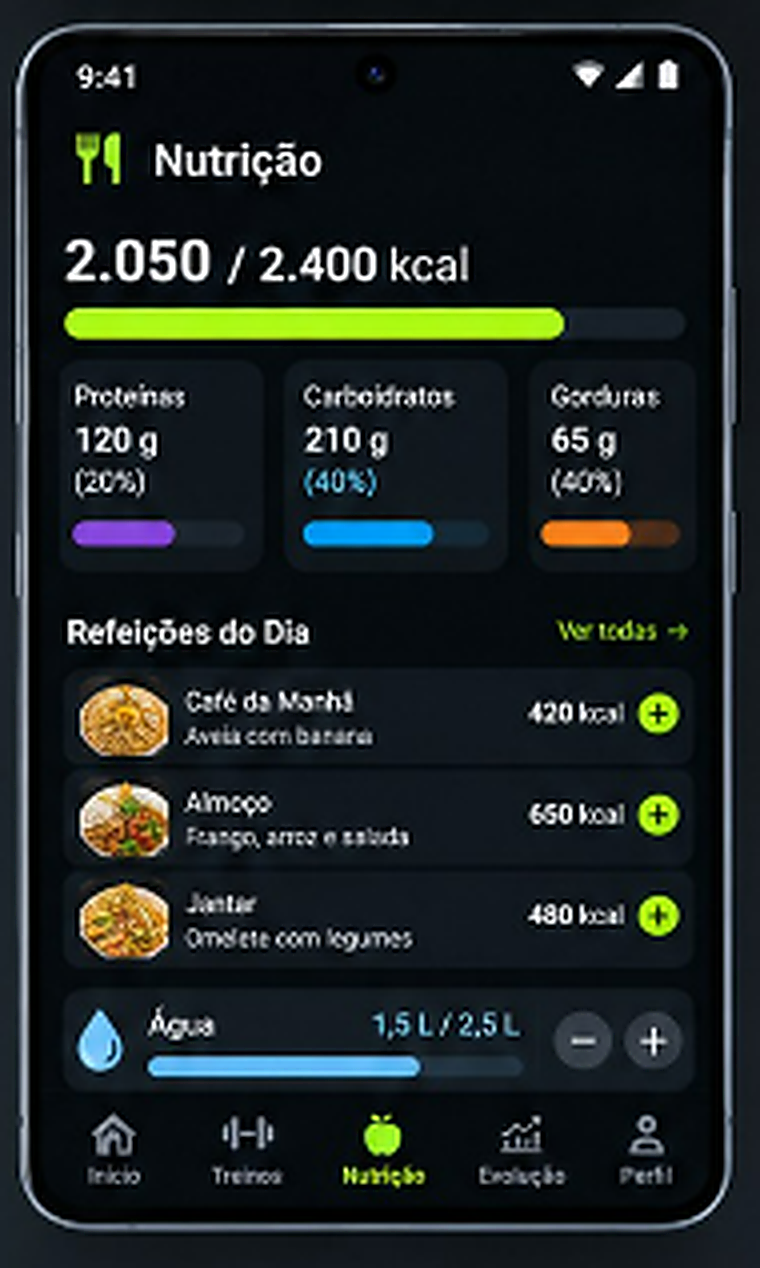 9:41
Nutrição
2.050 / 2.400 kcal
Proteínas
120 g
(20%)
Carboidratos
210 g
(40%)
Gorduras
65 g
(40%)
Refeições do Dia
Ver todas →
Café da Manhã
Aveia com banana
420 kcal
Almoço
Frango, arroz e salada
650 kcal
Jantar
Omelete com legumes
480 kcal
Água
1,5 L / 2,5 L
Início
Treinos
Nutrição
Evolução
Perfil